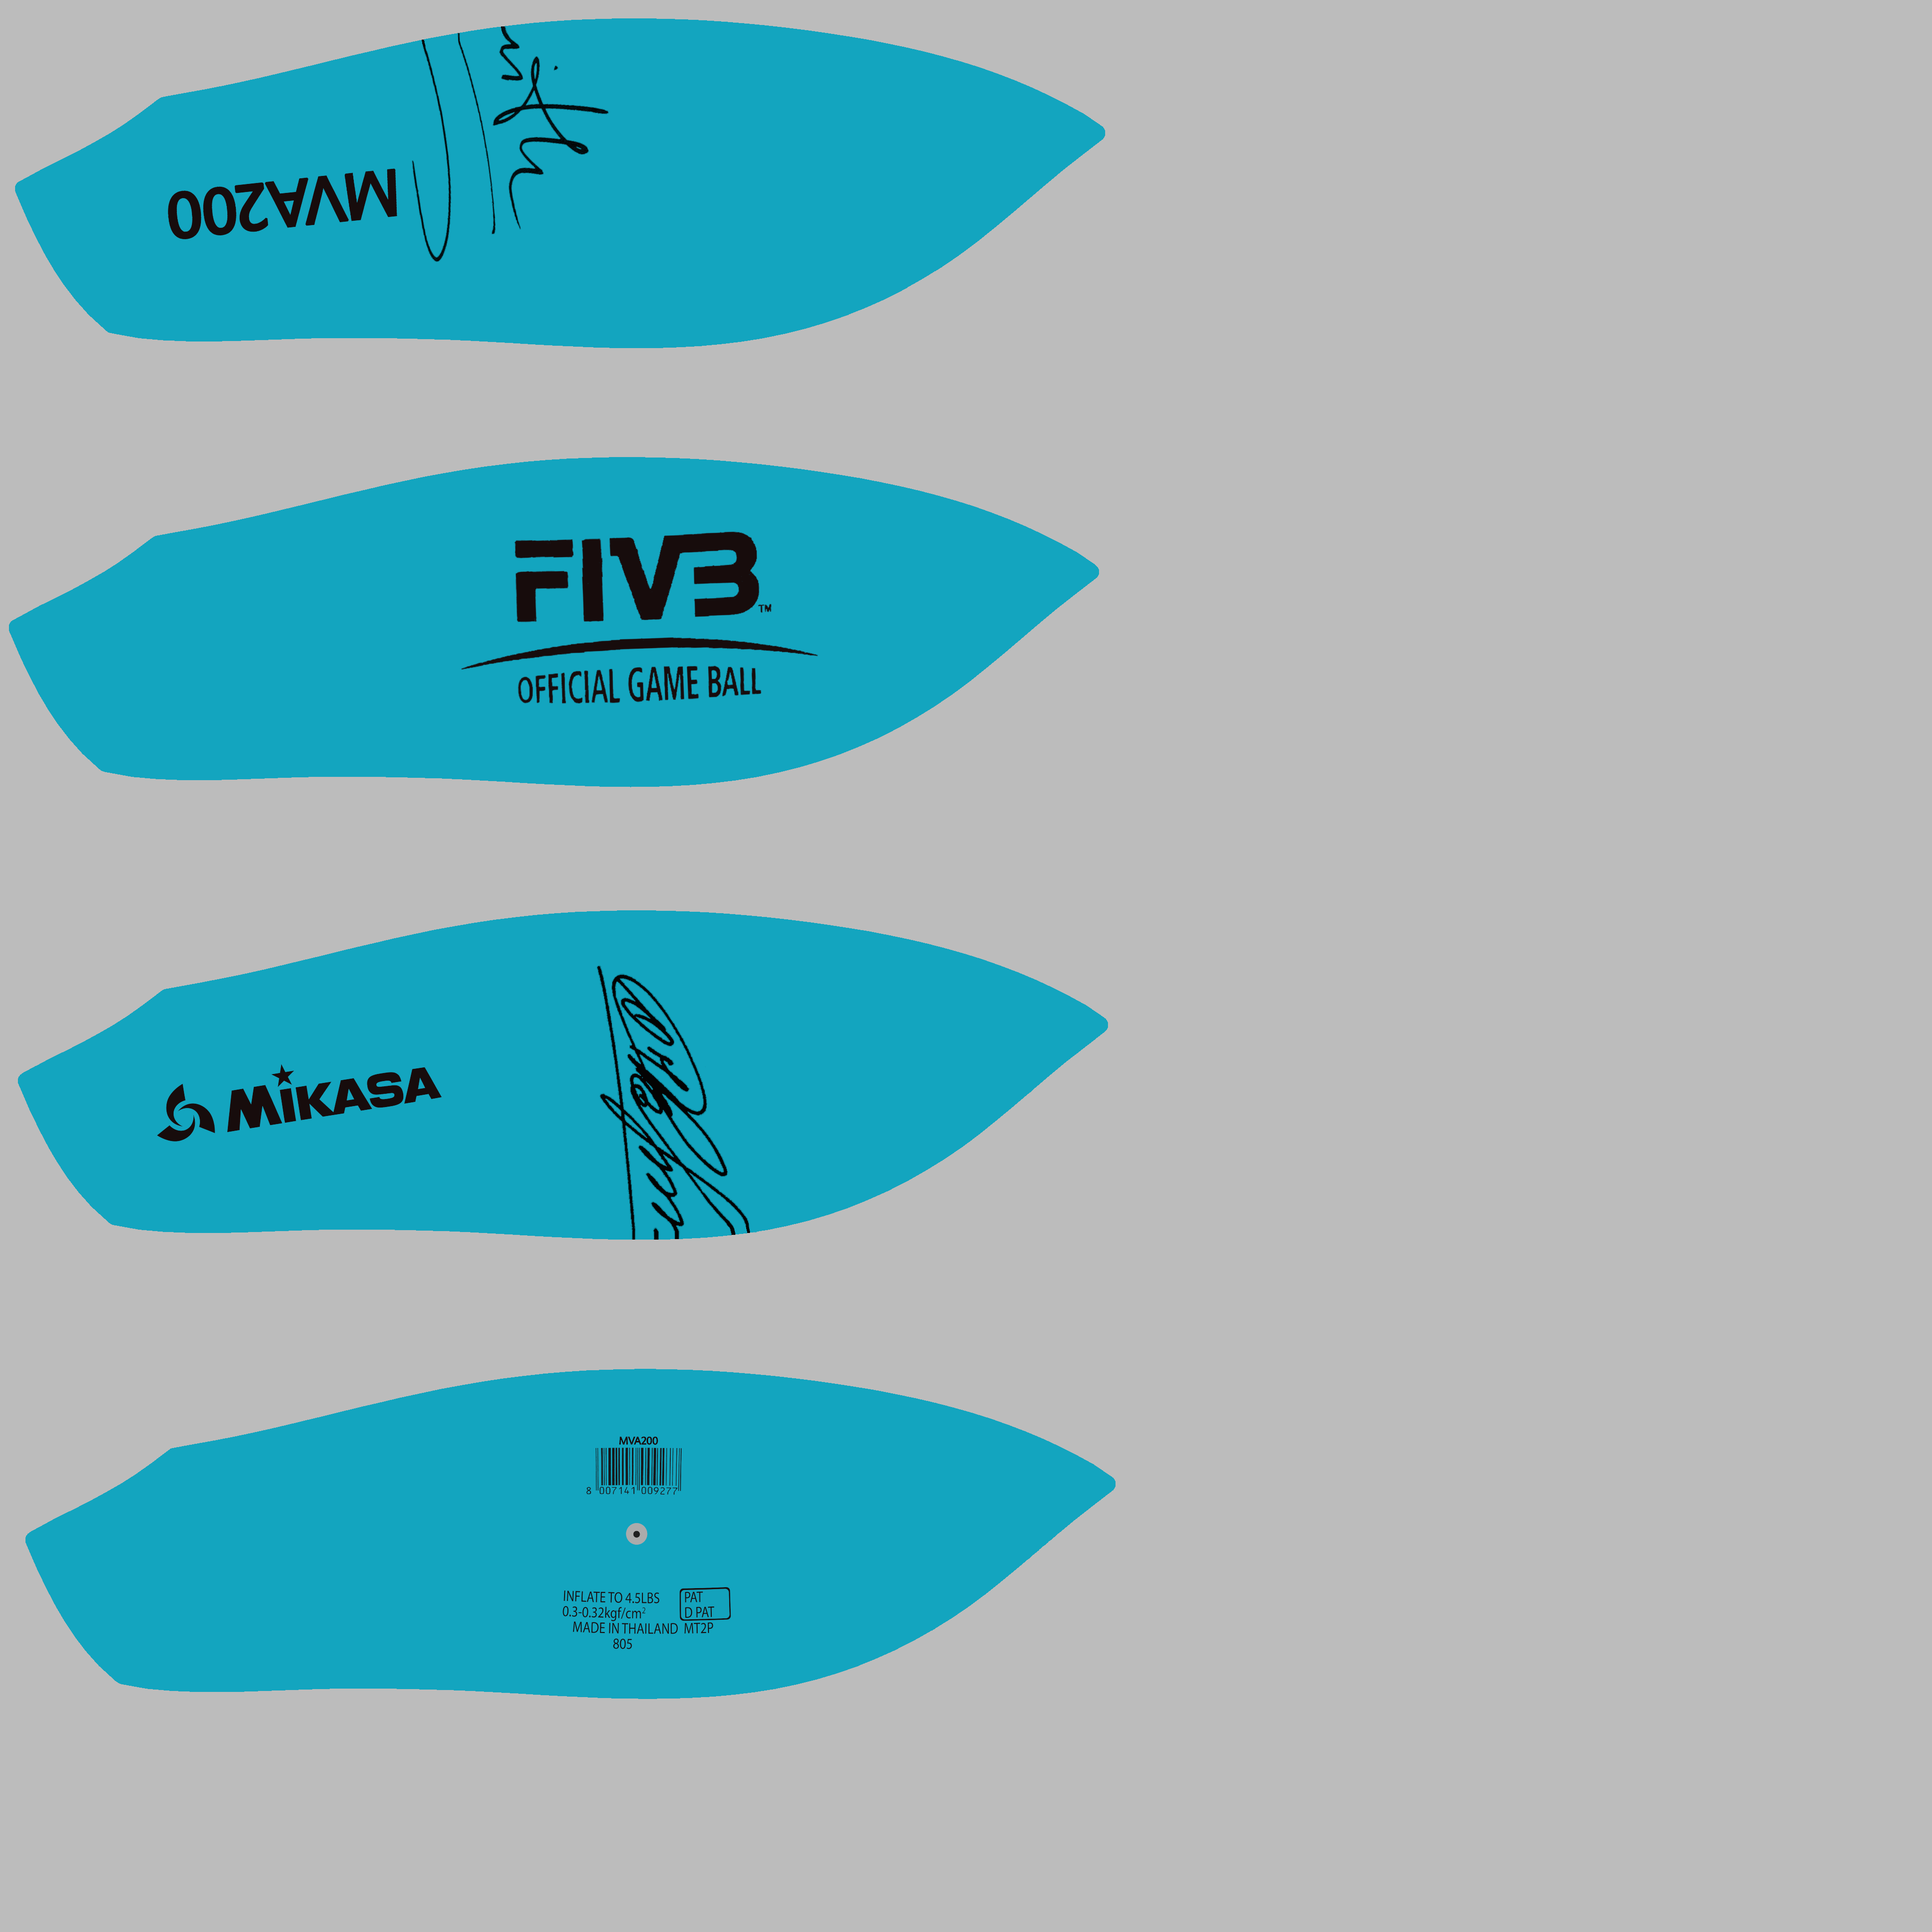 MVA200
FIVB™
OFFICIAL GAME BALL
MIKASA
MVA200
8 007141 009277
INFLATE TO 4.5LBS
0.3-0.32kgf/cm²
PAT
D PAT
MADE IN THAILAND MT2P
805